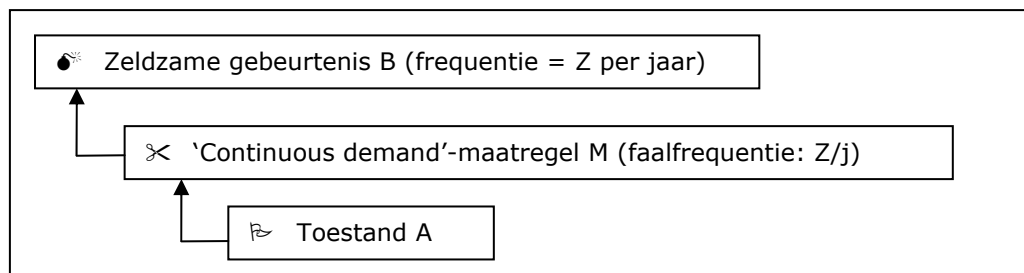 💣 Zeldzame gebeurtenis B (frequentie = Z per jaar)
✂ ‘Continuous demand’-maatregel M (faalfrequentie: Z/j)
🏱 Toestand A